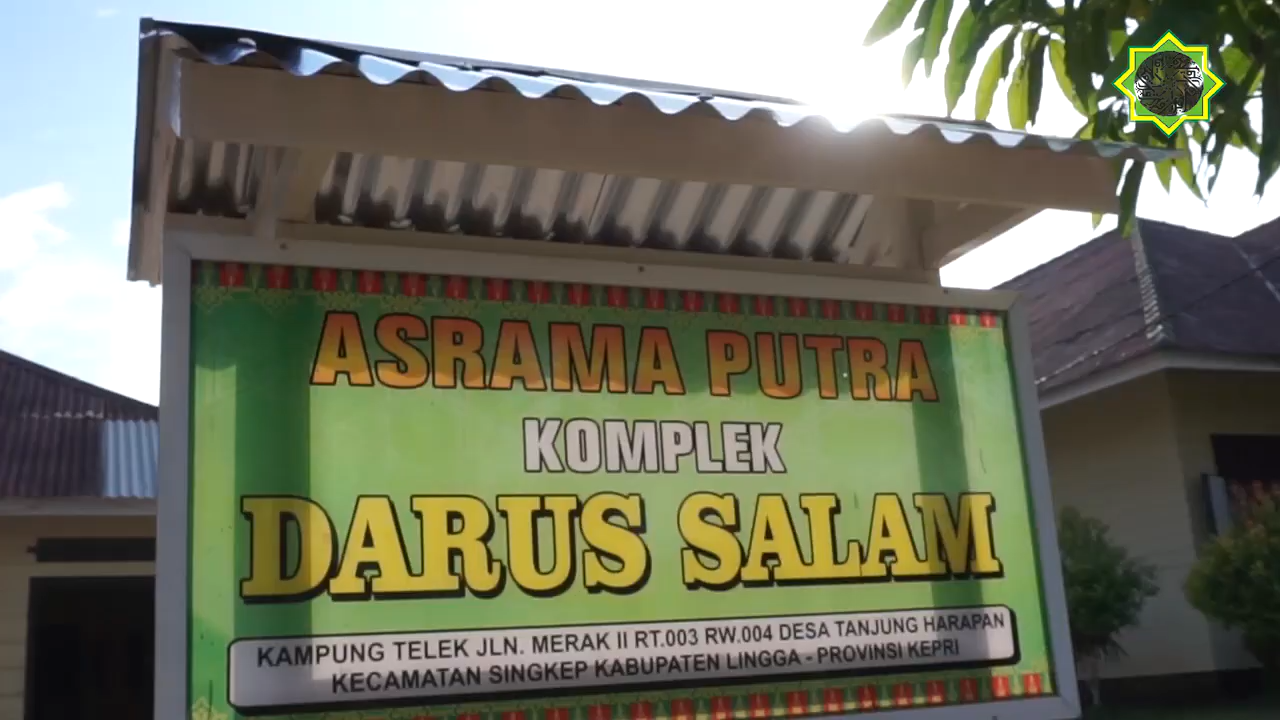 ASRAMA PUTRA
KOMPLEK
DARUS SALAM
KAMPUNG TELEK JLN. MERAK II RT.003 RW.004 DESA TANJUNG HARAPAN
KECAMATAN SINGKEP KABUPATEN LINGGA - PROVINSI KEPRI